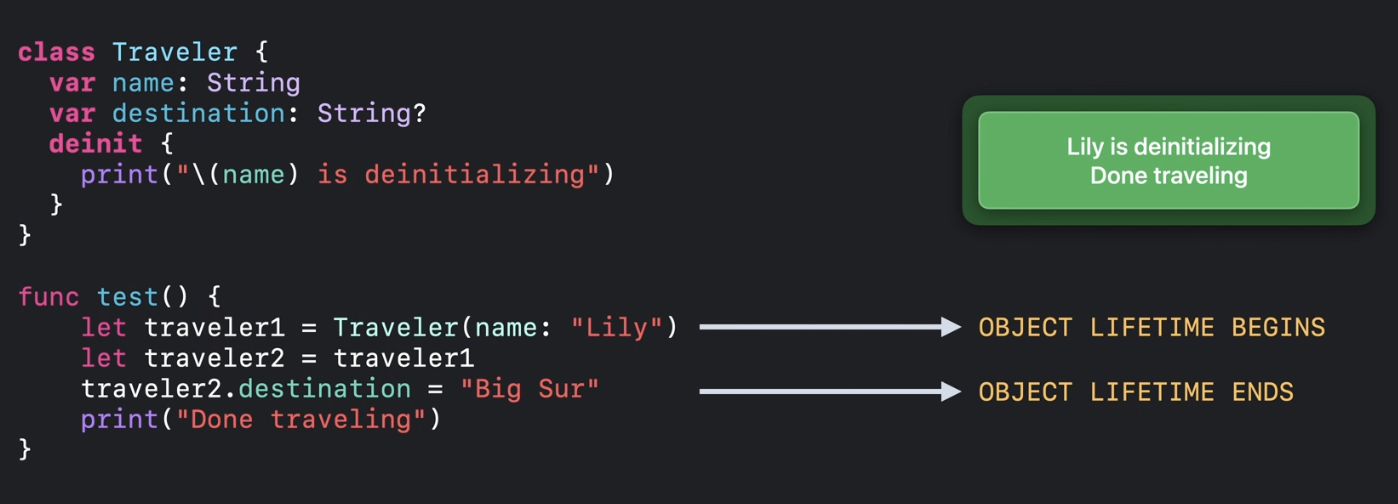 class Traveler {
  var name: String
  var destination: String?
  deinit {
    print("\(name) is deinitializing")
  }
}
Lily is deinitializing
Done traveling
func test() {
    let traveler1 = Traveler(name: "Lily")
OBJECT LIFETIME BEGINS
    let traveler2 = traveler1
    traveler2.destination = "Big Sur"
OBJECT LIFETIME ENDS
    print("Done traveling")
}